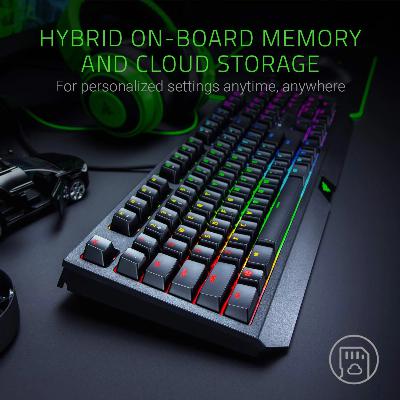 HYBRID ON-BOARD MEMORY
AND CLOUD STORAGE
For personalized settings anytime, anywhere